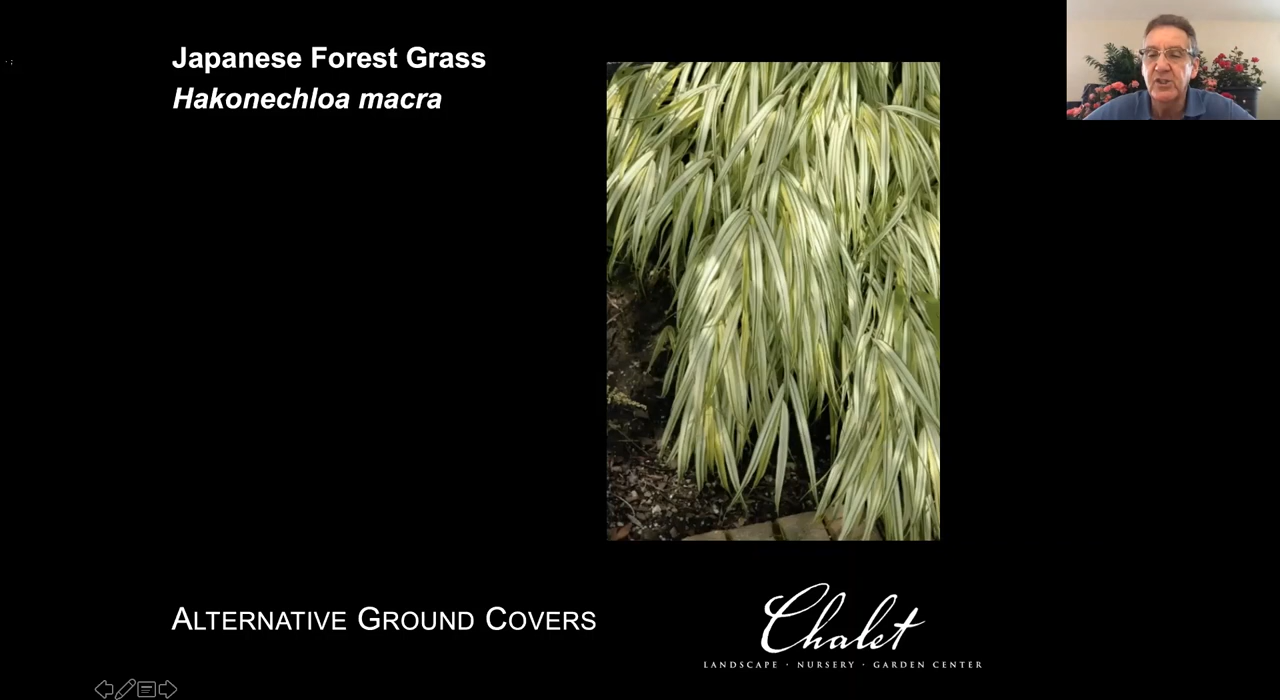 Japanese Forest Grass
Hakonechloa macra
ALTERNATIVE GROUND COVERS
Chalet
LANDSCAPE · NURSERY · GARDEN CENTER